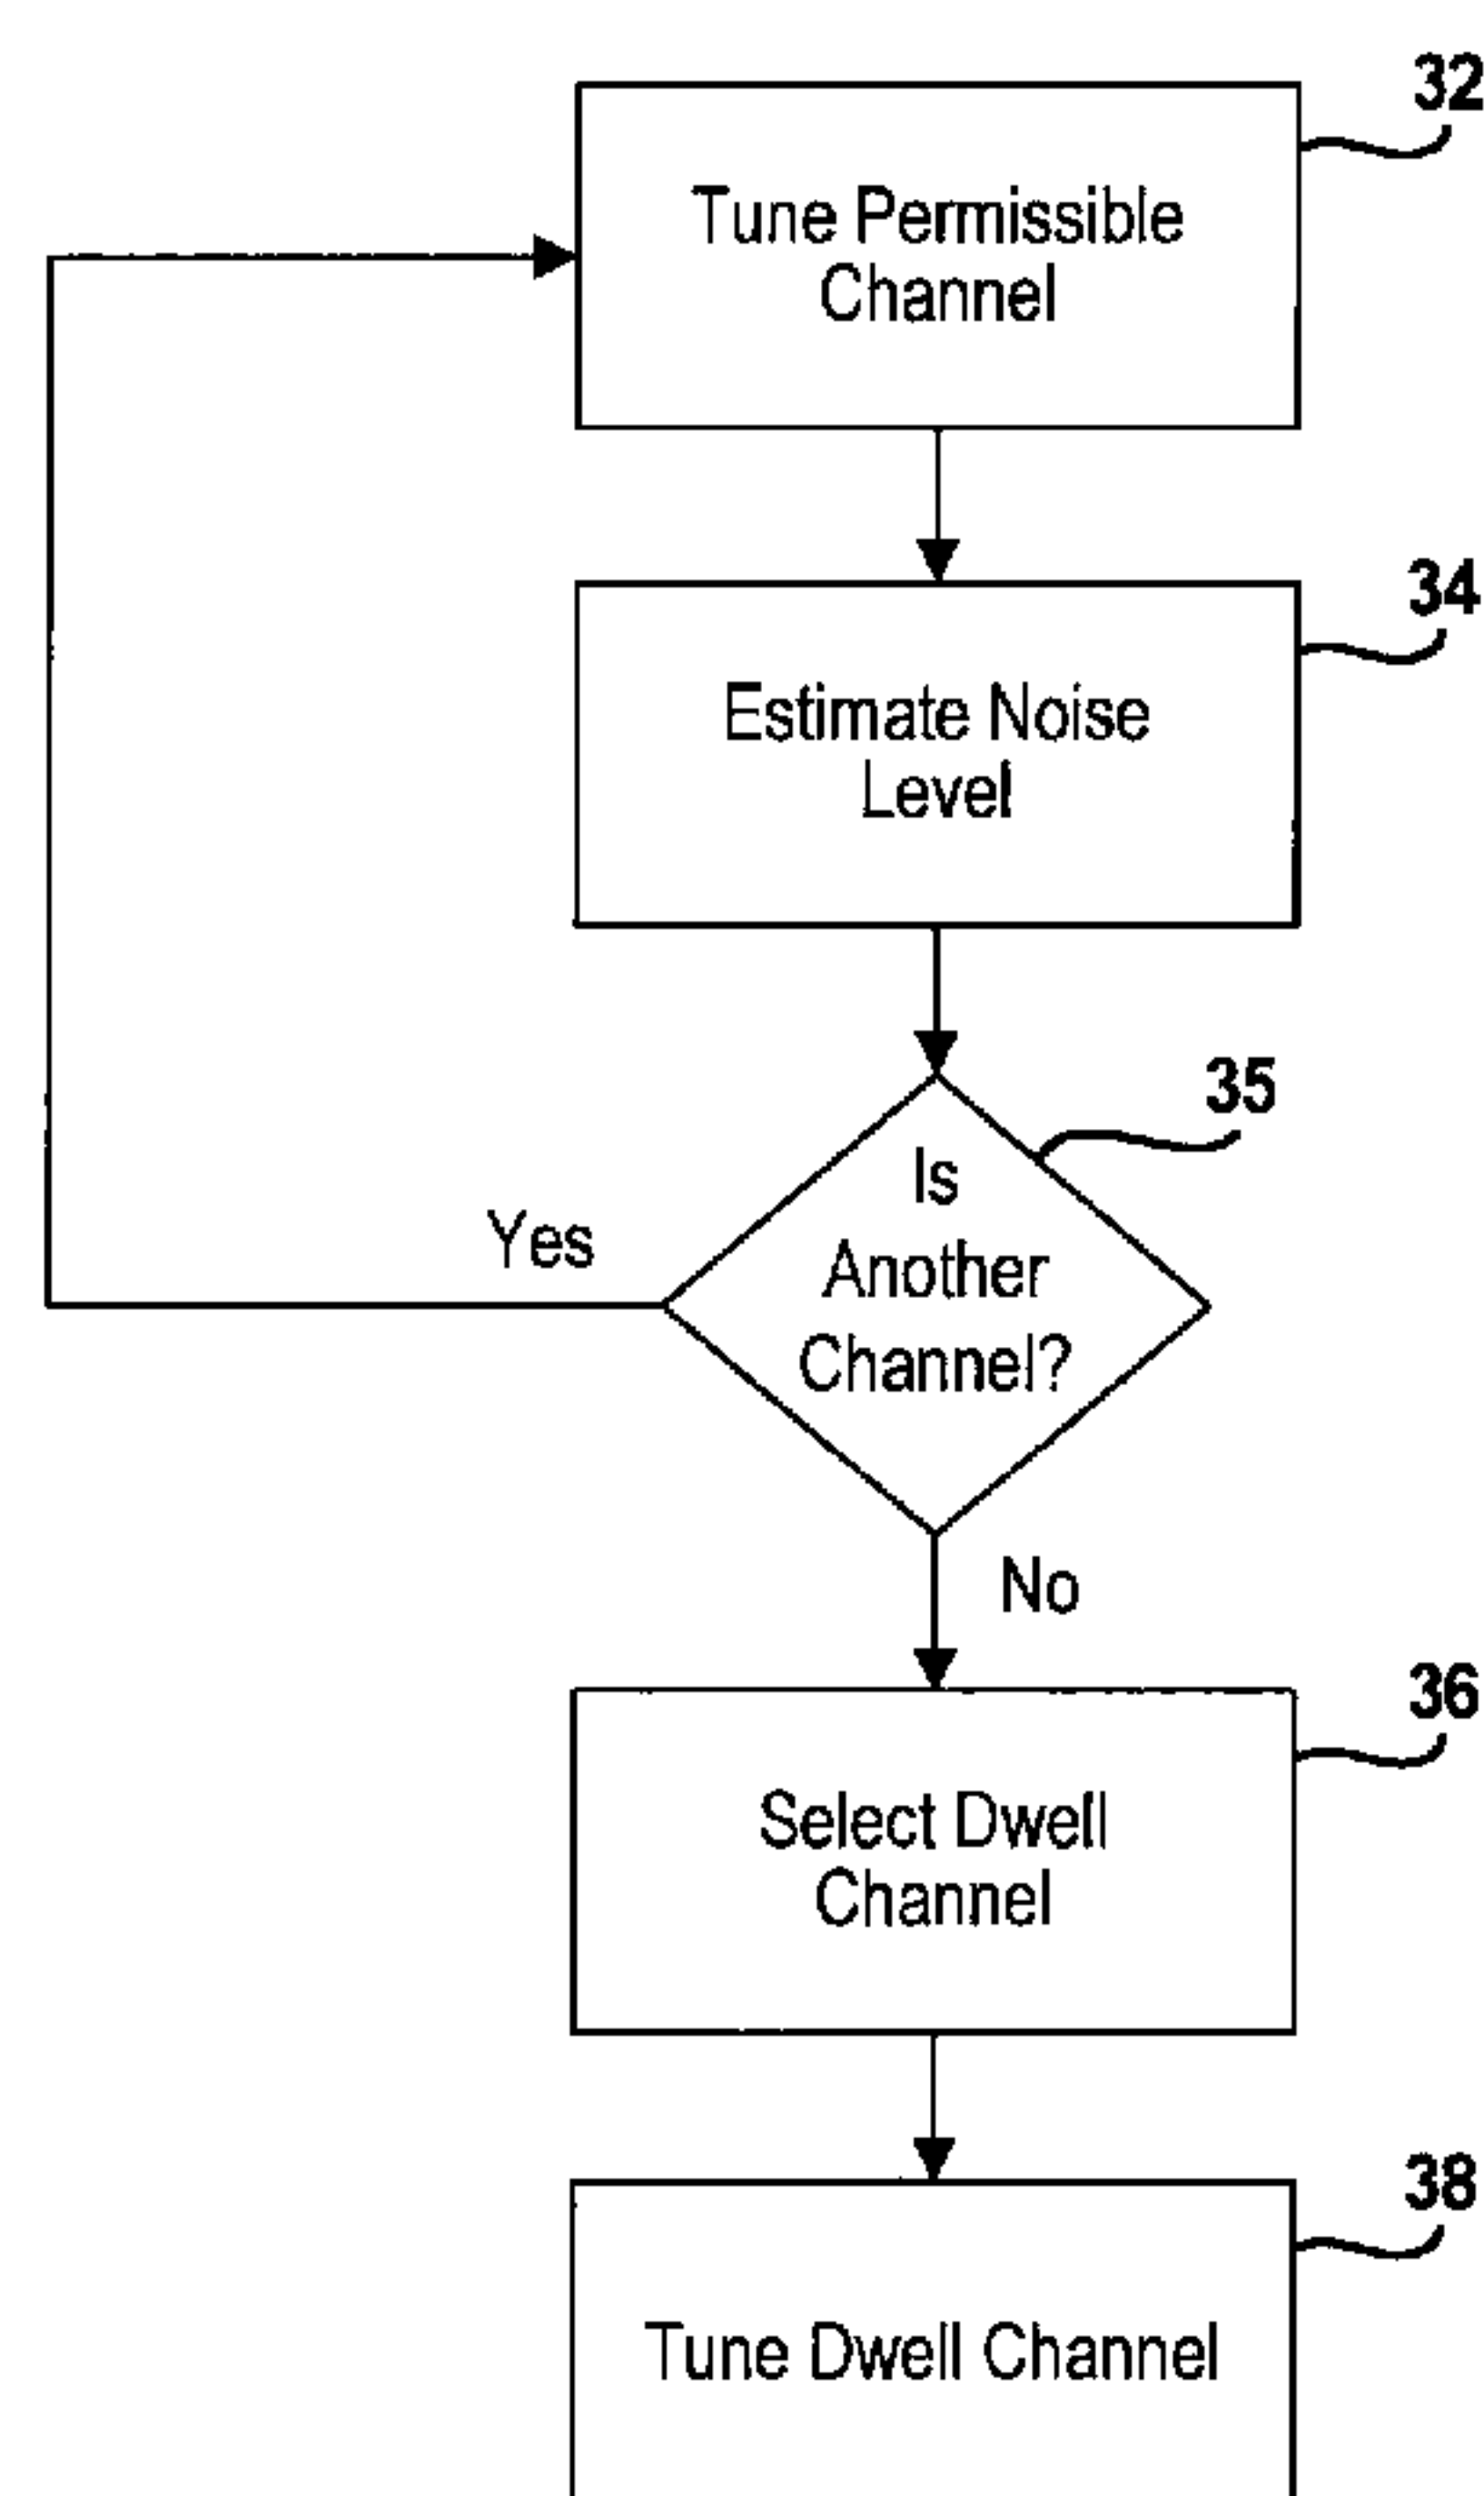 32
Tune Permissible
Channel
34
Estimate Noise
Level
35
Is
Another
Channel?
Yes
No
36
Select Dwell
Channel
38
Tune Dwell Channel